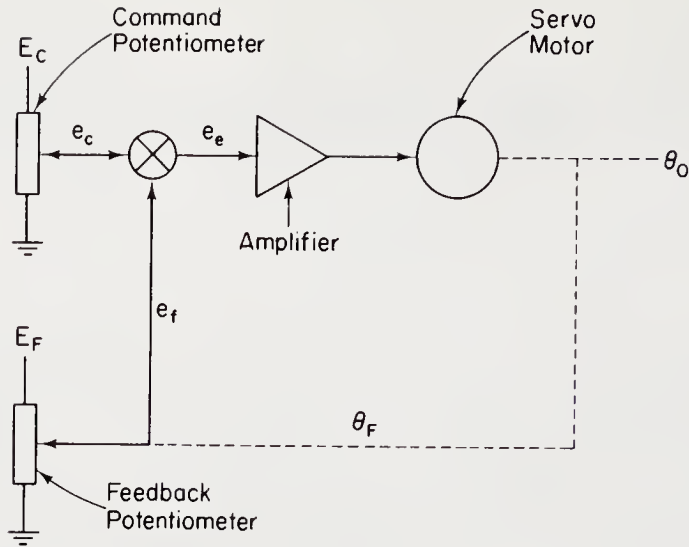 Command
Potentiometer
E_C
Servo
Motor
e_c
e_e
θ_O
Amplifier
e_f
E_F
θ_F
Feedback
Potentiometer